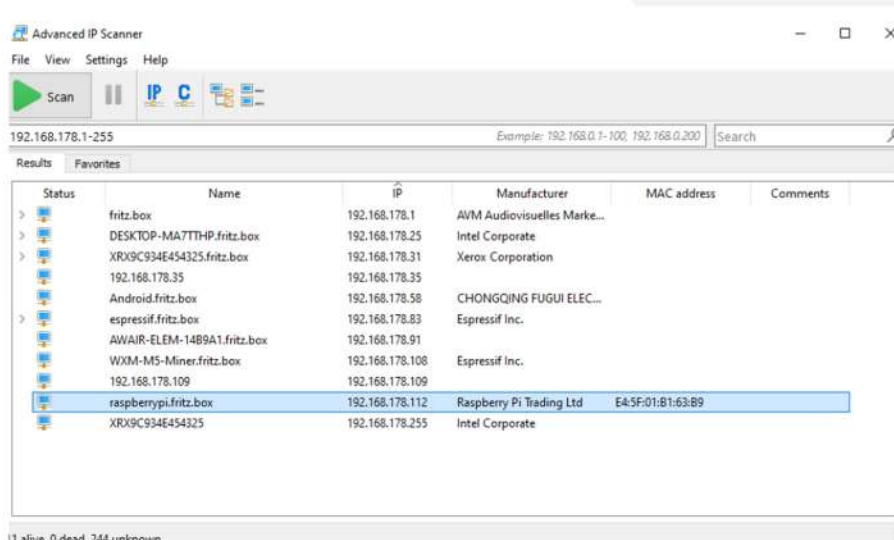 Advanced IP Scanner
File View Settings Help
Scan IP C
192.168.178.1-255 Example: 192.168.0.1-100, 192.168.0.200 Search
Results Favorites
Status Name IP Manufacturer MAC address Comments
fritz.box 192.168.178.1 AVM Audiovisuelles Marke...
DESKTOP-MA7TTHP.fritz.box 192.168.178.25 Intel Corporate
XRX9C934E454325.fritz.box 192.168.178.31 Xerox Corporation
192.168.178.35 192.168.178.35
Android.fritz.box 192.168.178.58 CHONGQING FUGUI ELEC...
espressif.fritz.box 192.168.178.83 Espressif Inc.
AWAIR-ELEM-14B9A1.fritz.box 192.168.178.91
WXM-M5-Miner.fritz.box 192.168.178.108 Espressif Inc.
192.168.178.109 192.168.178.109
raspberrypi.fritz.box 192.168.178.112 Raspberry Pi Trading Ltd E4:5F:01:B1:63:B9
XRX9C934E454325 192.168.178.255 Intel Corporate
alive, 0 dead, 244 unknown